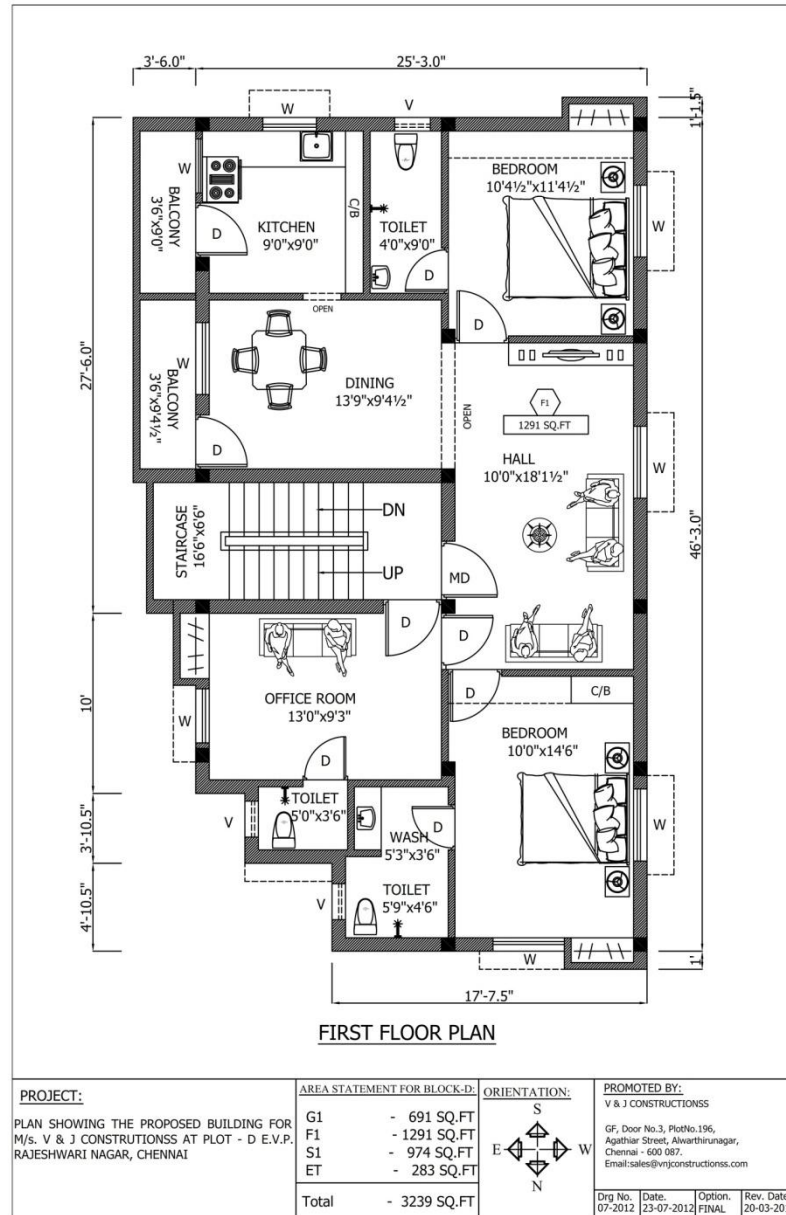 3'-6.0"
25'-3.0"
1'-1.5"
W
V
BEDROOM
10'4½"x11'4½"
W
BALCONY
3'6"x9'0"
W
D
KITCHEN
9'0"x9'0"
C/B
TOILET
4'0"x9'0"
D
D
OPEN
27'-6.0"
BALCONY
3'6"x9'4½"
W
D
DINING
13'9"x9'4½"
OPEN
F1
1291 SQ.FT
HALL
10'0"x18'1½"
W
46'-3.0"
STAIRCASE
16'6"x6'6"
DN
UP
MD
D
D
10'
W
OFFICE ROOM
13'0"x9'3"
D
D
C/B
BEDROOM
10'0"x14'6"
W
3'-10.5"
V
TOILET
5'0"x3'6"
WASH
5'3"x3'6"
D
4'-10.5"
V
TOILET
5'9"x4'6"
W
1'
17'-7.5"
FIRST FLOOR PLAN
PROJECT:
PLAN SHOWING THE PROPOSED BUILDING FOR
M/s. V & J CONSTRUTIONSS AT PLOT - D E.V.P.
RAJESHWARI NAGAR, CHENNAI
AREA STATEMENT FOR BLOCK-D:
G1 - 691 SQ.FT
F1 - 1291 SQ.FT
S1 - 974 SQ.FT
ET - 283 SQ.FT
Total - 3239 SQ.FT
ORIENTATION:
S
E W
N
PROMOTED BY:
V & J CONSTRUCTIONSS
GF, Door No.3, PlotNo.196,
Agathiar Street, Alwarthirunagar,
Chennai - 600 087.
Email:sales@vnjconstructionss.com
Drg No. Date. Option. Rev. Date
07-2012 23-07-2012 FINAL 20-03-201